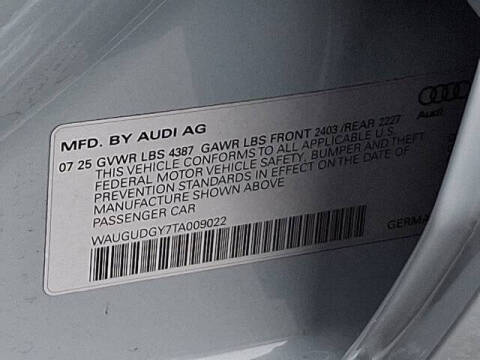 MFD. BY AUDI AG
Audi
07 25 GVWR LBS 4387 GAWR LBS FRONT 2403 /REAR 2227
THIS VEHICLE CONFORMS TO ALL APPLICABLE U.S.
FEDERAL MOTOR VEHICLE SAFETY, BUMPER AND THEFT
PREVENTION STANDARDS IN EFFECT ON THE DATE OF
MANUFACTURE SHOWN ABOVE
PASSENGER CAR
WAUGUDGY7TA009022
GERMA